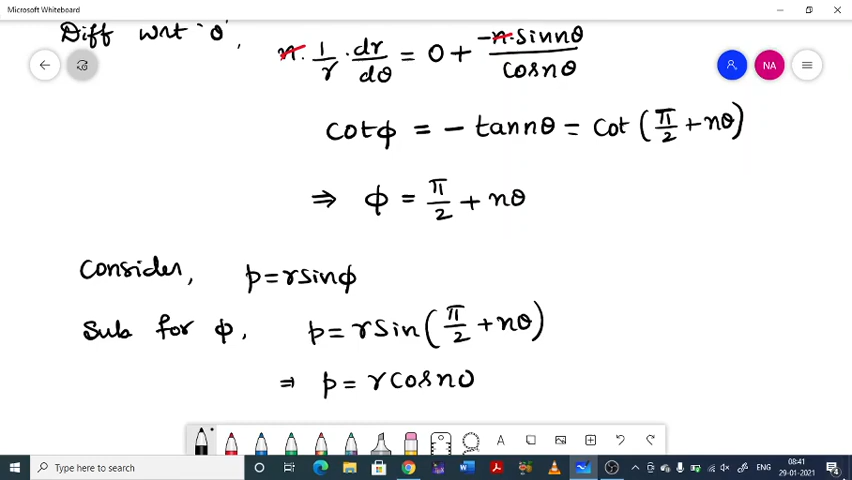 Microsoft Whiteboard
Diff wrt 'θ',
n · 1/r · dr/dθ = 0 + -n·sinnθ/cosnθ
NA
cotφ = - tannθ = cot (π/2 + nθ)
⇒ φ = π/2 + nθ
Consider, p=rsinφ
Sub for φ, p=rsin(π/2 + nθ)
⇒ p = rcosnθ
Type here to search
ENG
08:41
29-01-2021
4